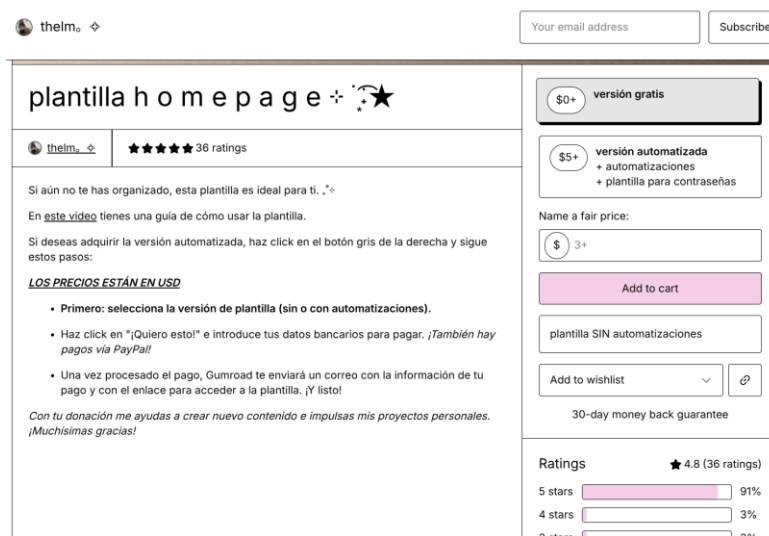 thelm。 ✧
Your email address
Subscribe
plantilla h o m e p a g e ⊹ ★
thelm。 ✧
★★★★★ 36 ratings
Si aún no te has organizado, esta plantilla es ideal para ti. ₊˚⊹
En este video tienes una guía de cómo usar la plantilla.
Si deseas adquirir la versión automatizada, haz click en el botón gris de la derecha y sigue
estos pasos:
LOS PRECIOS ESTÁN EN USD
• Primero: selecciona la versión de plantilla (sin o con automatizaciones).
• Haz click en "¡Quiero esto!" e introduce tus datos bancarios para pagar. ¡También hay
pagos vía PayPal!
• Una vez procesado el pago, Gumroad te enviará un correo con la información de tu
pago y con el enlace para acceder a la plantilla. ¡Y listo!
Con tu donación me ayudas a crear nuevo contenido e impulsas mis proyectos personales.
¡Muchísimas gracias!
$0+ versión gratis
$5+ versión automatizada
+ automatizaciones
+ plantilla para contraseñas
Name a fair price:
$ 3+
Add to cart
plantilla SIN automatizaciones
Add to wishlist
30-day money back guarantee
Ratings ★ 4.8 (36 ratings)
5 stars 91%
4 stars 3%